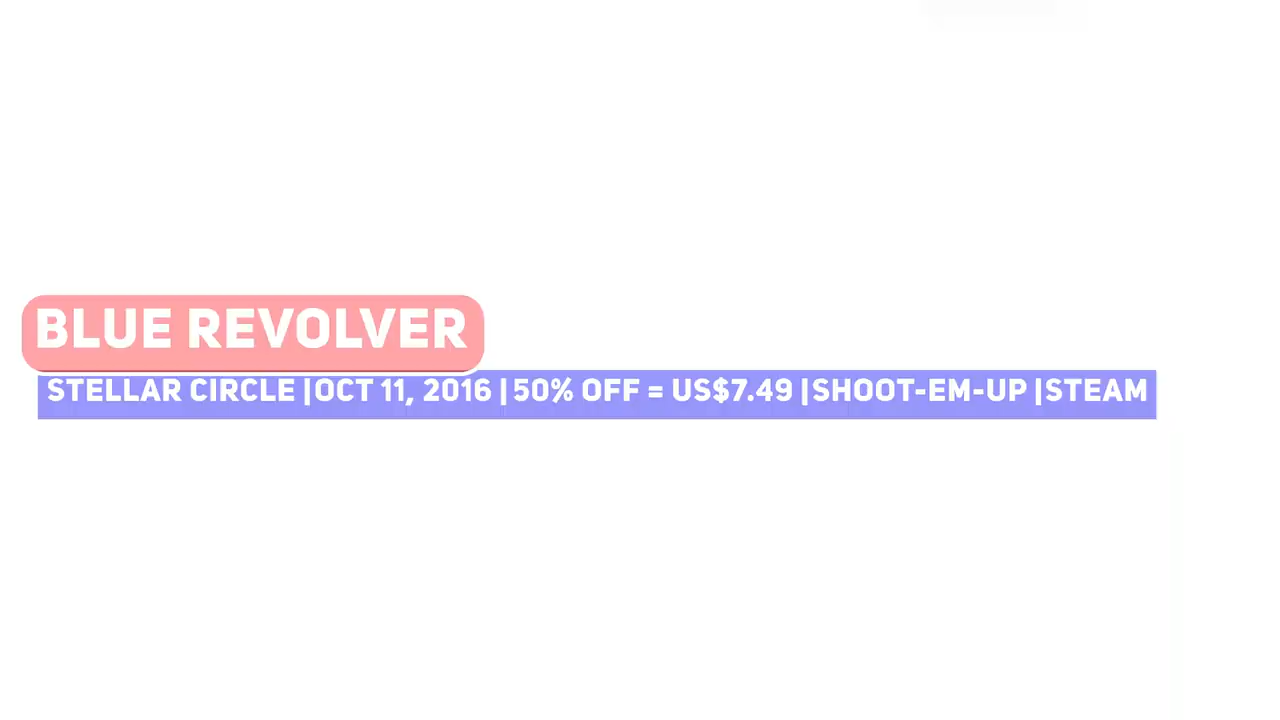 BLUE REVOLVER
STELLAR CIRCLE |OCT 11, 2016 |50% OFF = US$7.49 |SHOOT-EM-UP |STEAM